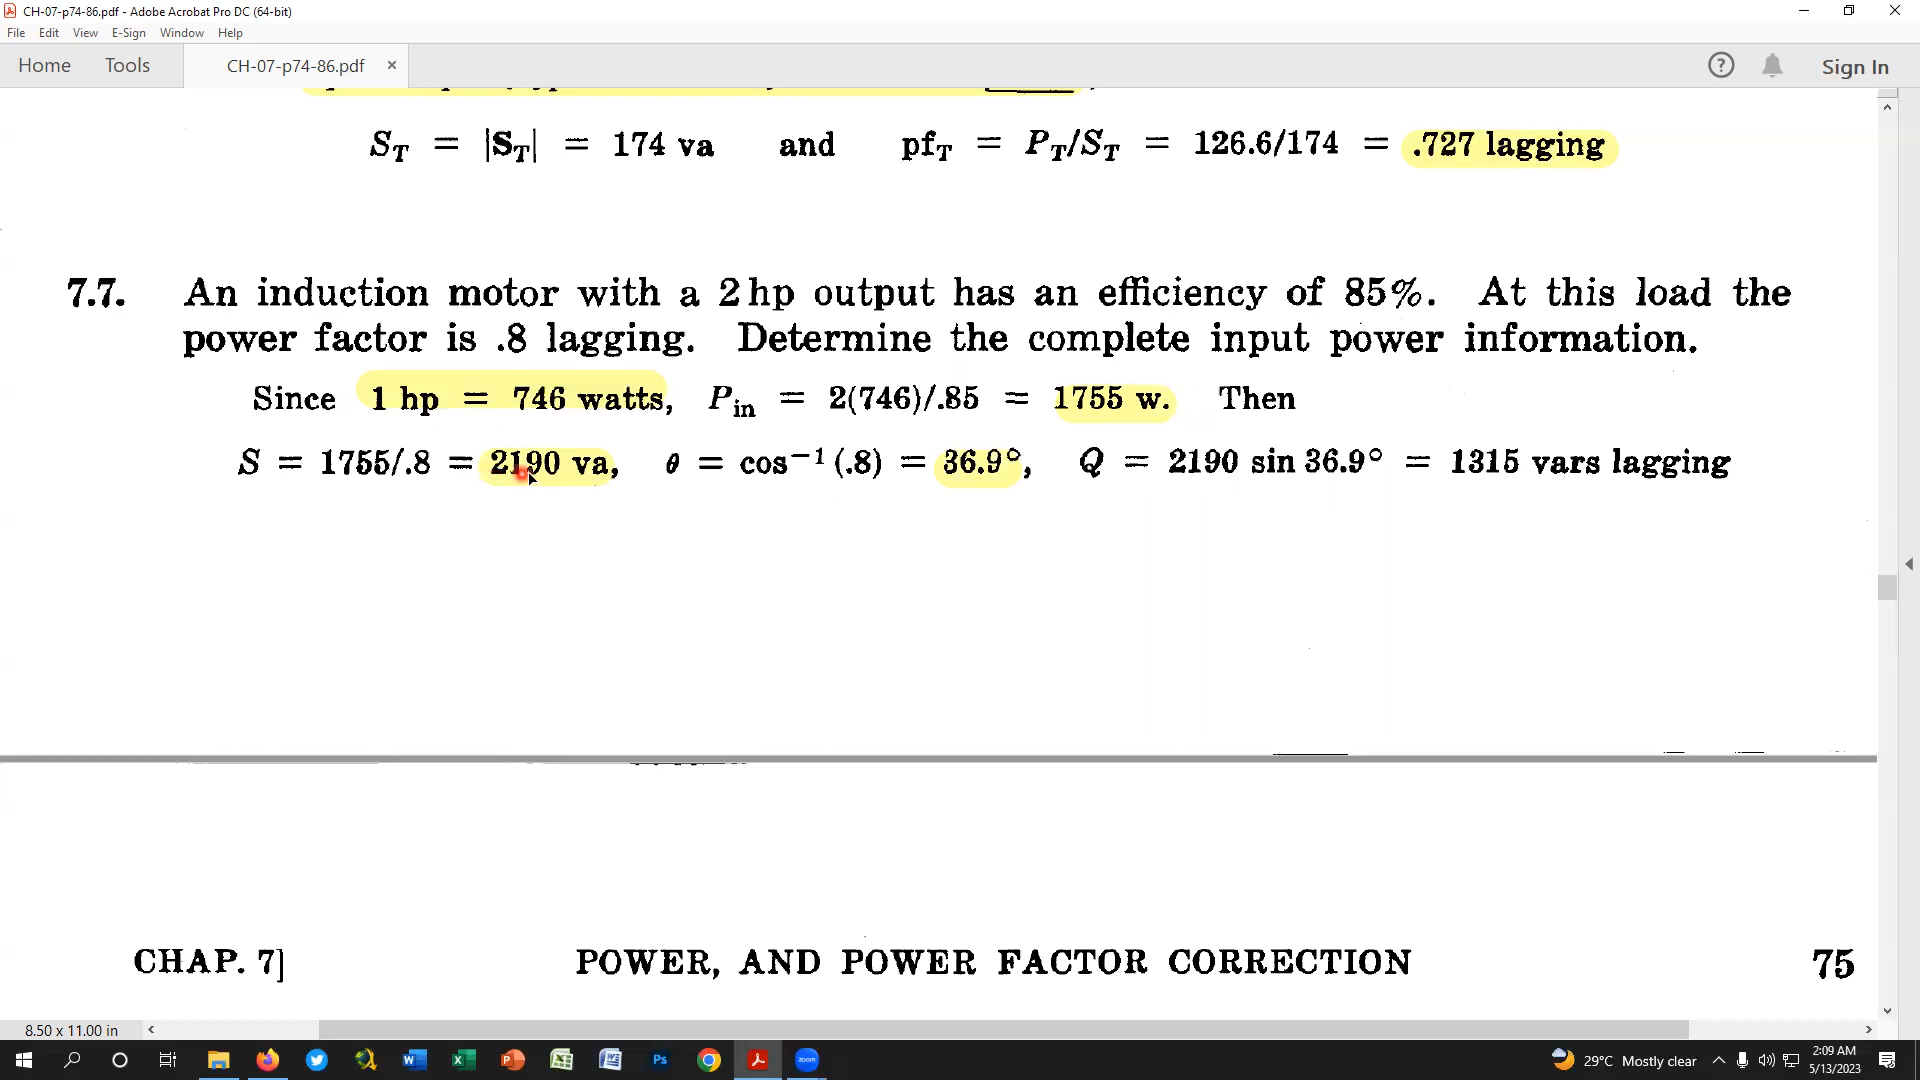 CH-07-p74-86.pdf - Adobe Acrobat Pro DC (64-bit)
File Edit View E-Sign Window Help
Home Tools CH-07-p74-86.pdf × ? Sign In
S_T = |S_T| = 174 va and pf_T = P_T/S_T = 126.6/174 = .727 lagging
7.7. An induction motor with a 2 hp output has an efficiency of 85%. At this load the
power factor is .8 lagging. Determine the complete input power information.
Since 1 hp = 746 watts, P_in = 2(746)/.85 = 1755 w. Then
S = 1755/.8 = 2190 va, θ = cos⁻¹ (.8) = 36.9°, Q = 2190 sin 36.9° = 1315 vars lagging
CHAP. 7] POWER, AND POWER FACTOR CORRECTION 75
8.50 x 11.00 in
29°C Mostly clear
2:09 AM
5/13/2023
W X P Ps zoom